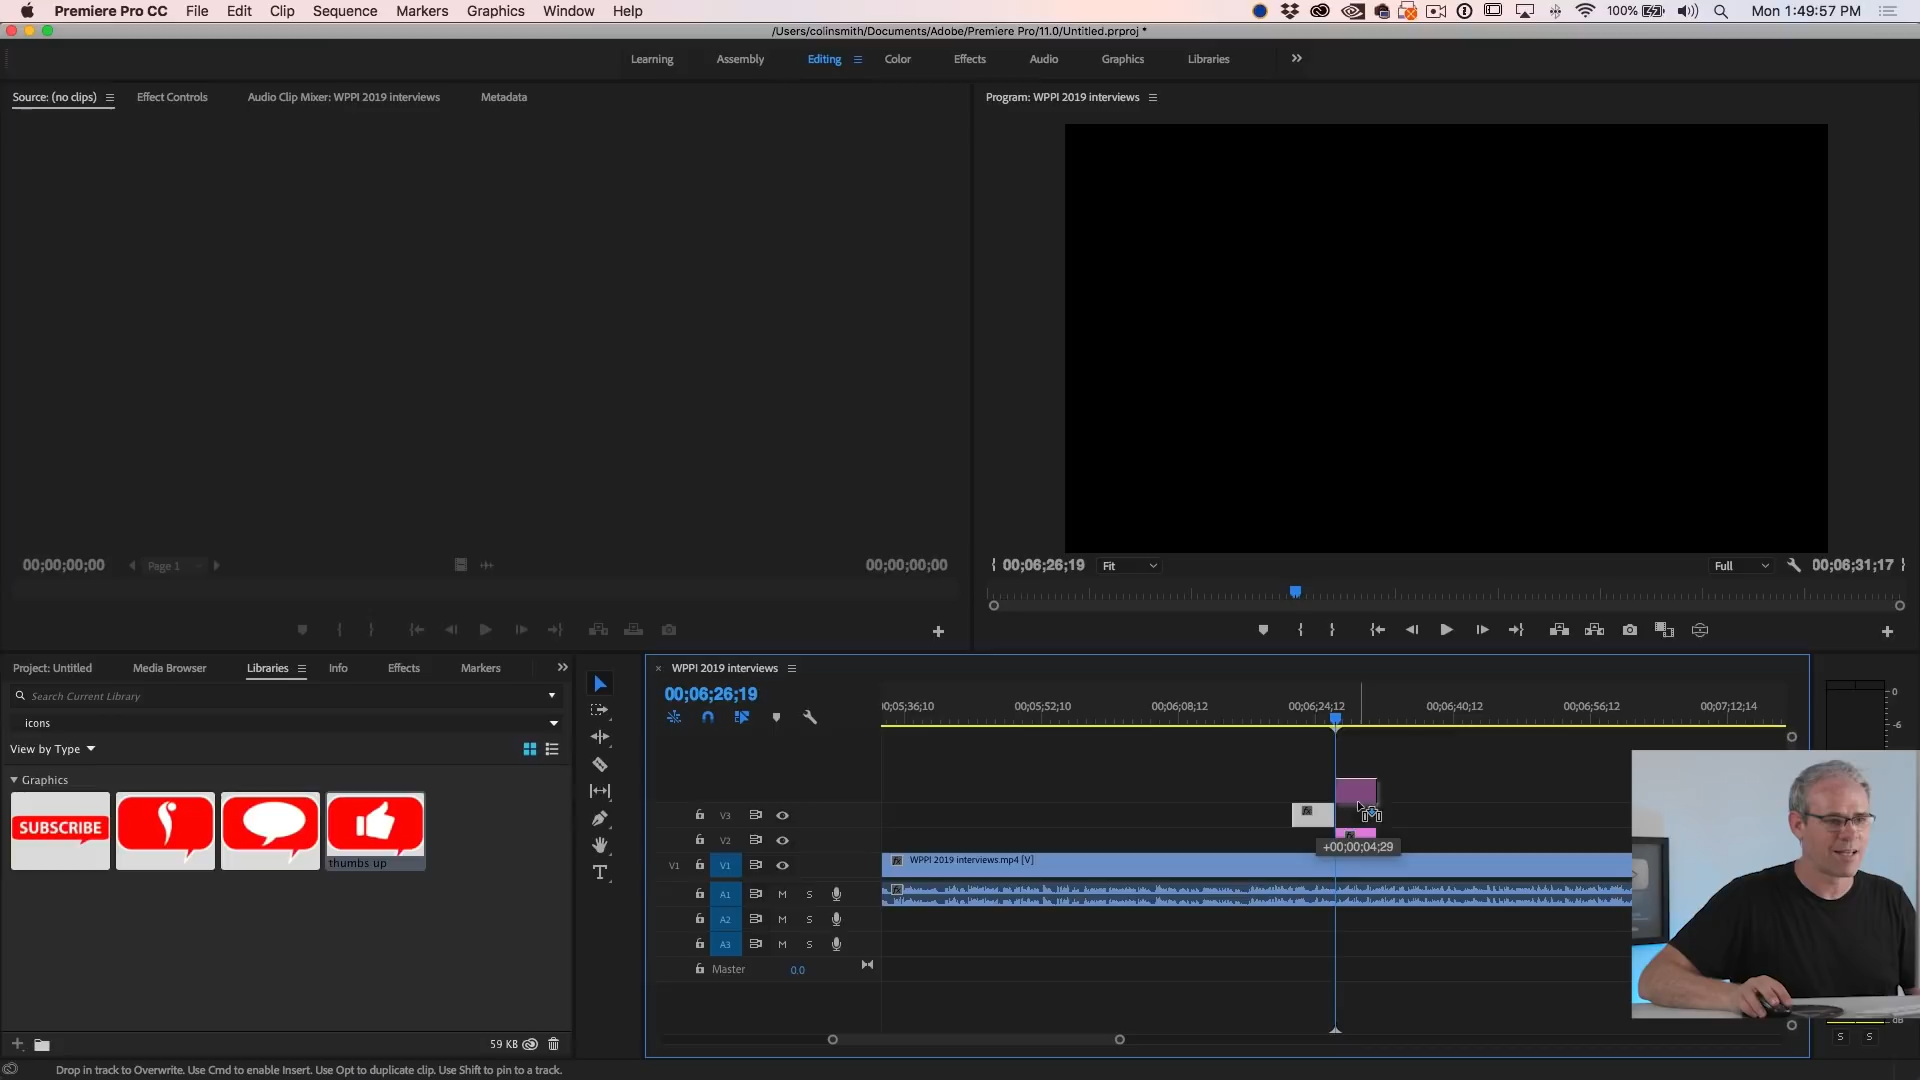 Premiere Pro CC File Edit Clip Sequence Markers Graphics Window Help 100% Mon 1:49:57 PM
/Users/colinsmith/Documents/Adobe/Premiere Pro/11.0/Untitled.prproj *
Learning Assembly Editing Color Effects Audio Graphics Libraries
Source: (no clips) Effect Controls Audio Clip Mixer: WPPI 2019 interviews Metadata
Program: WPPI 2019 interviews
00;00;00;00 Page 1 00;00;00;00
00;06;26;19 Fit Full 00;06;31;17
Project: Untitled Media Browser Libraries Info Effects Markers
Search Current Library
icons
View by Type
Graphics
SUBSCRIBE
thumbs up
59 KB
WPPI 2019 interviews
00;06;26;19
00;05;36;10 00;05;52;10 00;06;08;12 00;06;24;12 00;06;40;12 00;06;56;12 00;07;12;14
V3 fx
V2
+00;00;04;29
V1 V1 fx WPPI 2019 interviews.mp4 [V]
A1 M S
A2 M S
A3 M S
Master 0.0
0
-6
dB
S S
Drop in track to Overwrite. Use Cmd to enable Insert. Use Opt to duplicate clip. Use Shift to pin to a track.